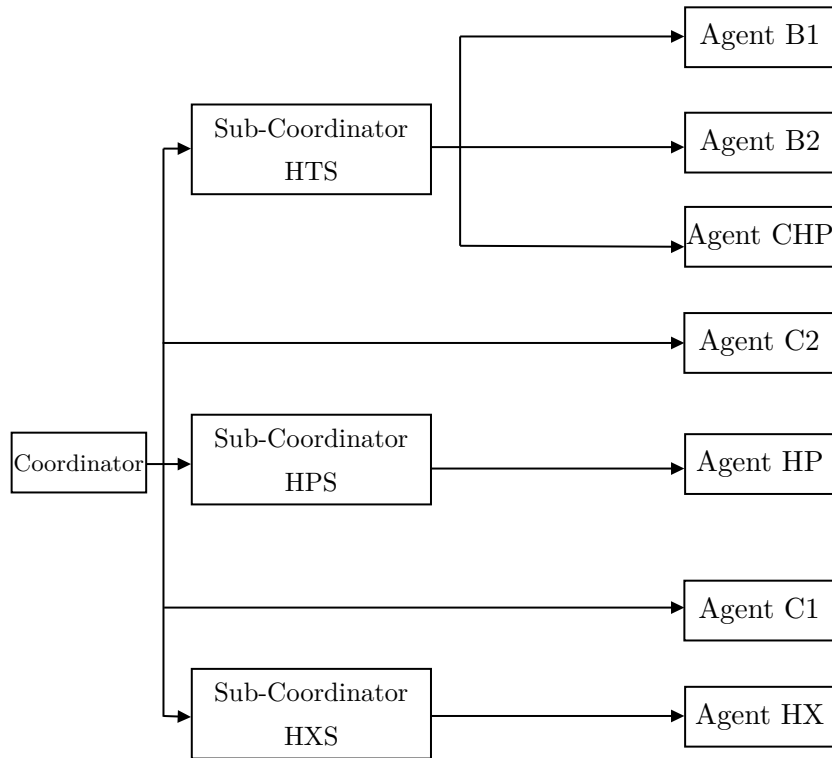 Agent B1
Sub-Coordinator
HTS
Agent B2
Agent CHP
Agent C2
Coordinator
Sub-Coordinator
HPS
Agent HP
Agent C1
Sub-Coordinator
HXS
Agent HX